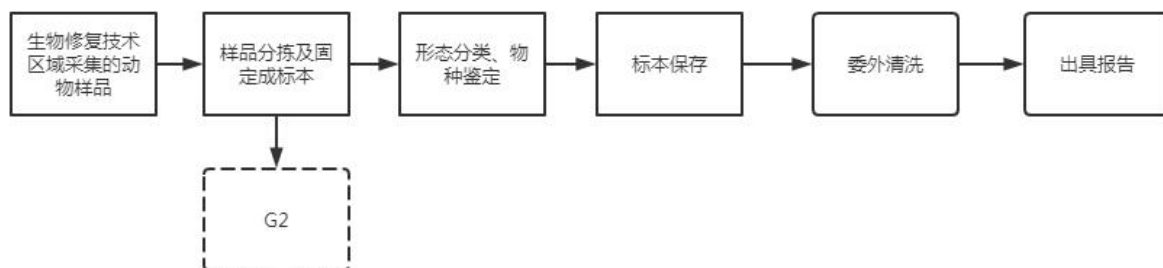 生物修复技术
区域采集的动
物样品
样品分拣及固
定成标本
形态分类、物
种鉴定
标本保存
委外清洗
出具报告
G2